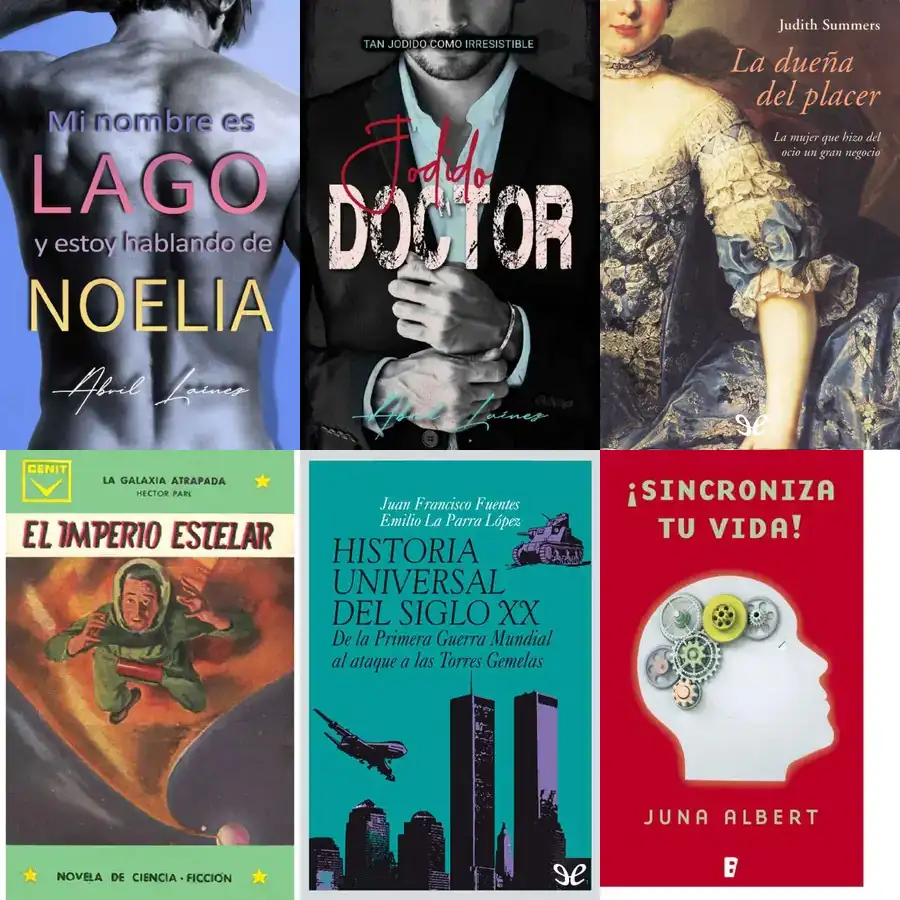 Mi nombre es
LAGO
y estoy hablando de
NOELIA
Abril Laínez
TAN JODIDO COMO IRRESISTIBLE
Jodido
DOCTOR
Abril Laínez
Judith Summers
La dueña
del placer
La mujer que hizo del
ocio un gran negocio
CENIT
LA GALAXIA ATRAPADA
HECTOR PARL
EL IMPERIO ESTELAR
NOVELA DE CIENCIA-FICCIÓN
Juan Francisco Fuentes
Emilio La Parra López
HISTORIA
UNIVERSAL
DEL SIGLO XX
De la Primera Guerra Mundial
al ataque a las Torres Gemelas
¡SINCRONIZA
TU VIDA!
JUNA ALBERT
B